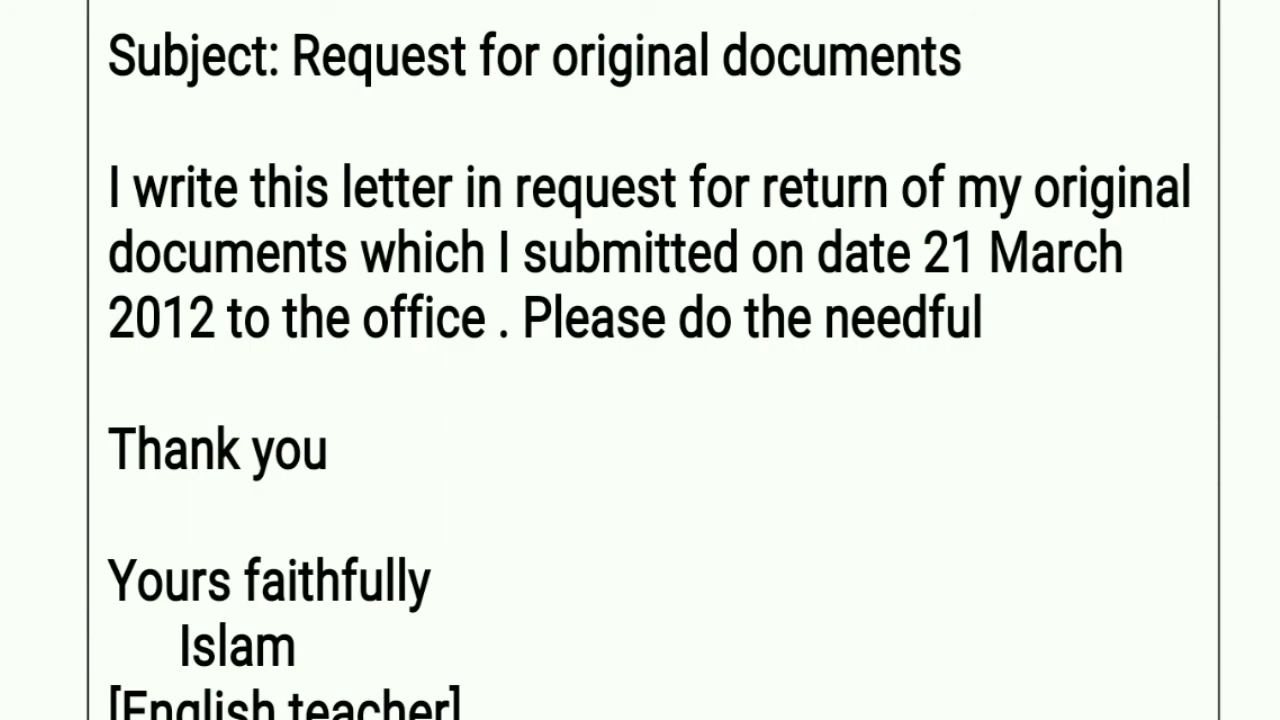 Subject: Request for original documents
I write this letter in request for return of my original
documents which I submitted on date 21 March
2012 to the office . Please do the needful
Thank you
Yours faithfully
Islam
[English teacher]